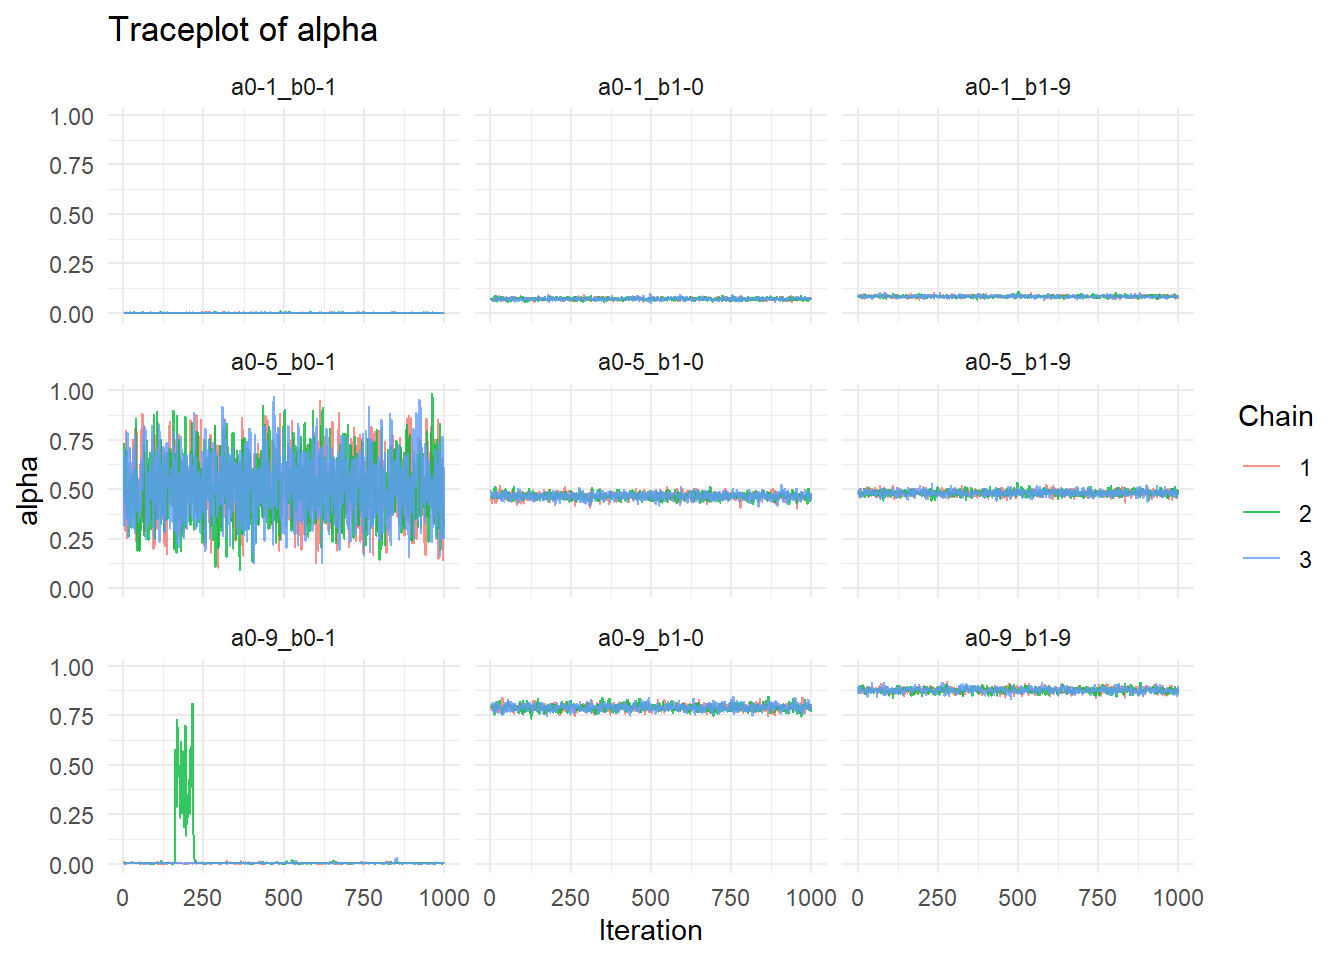 Traceplot of alpha
a0-1_b0-1 a0-1_b1-0 a0-1_b1-9
1.00
0.75
0.50
0.25
0.00
a0-5_b0-1 a0-5_b1-0 a0-5_b1-9
1.00
0.75
0.50
0.25
0.00
alpha
a0-9_b0-1 a0-9_b1-0 a0-9_b1-9
1.00
0.75
0.50
0.25
0.00
0 250 500 750 1000 0 250 500 750 1000 0 250 500 750 1000
Iteration
Chain
1
2
3